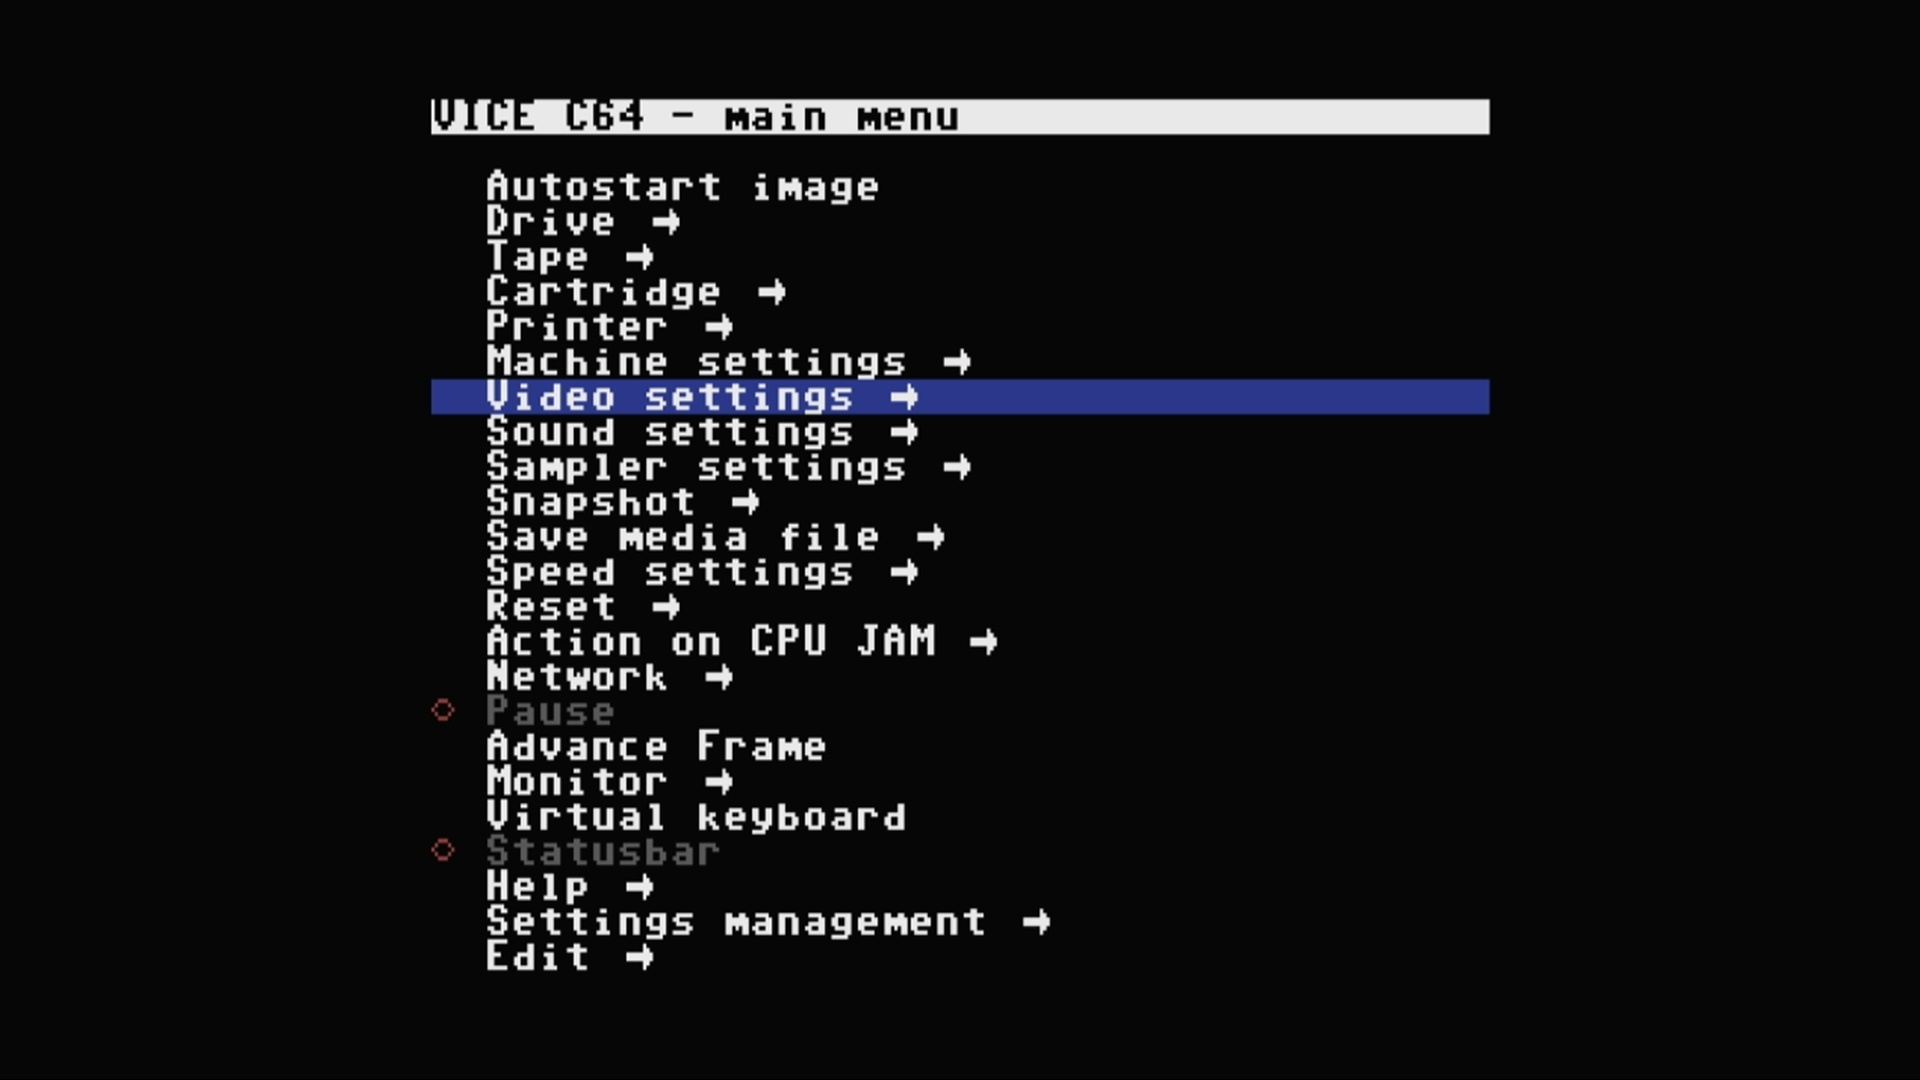 VICE C64 - main menu
Autostart image
Drive →
Tape →
Cartridge →
Printer →
Machine settings →
Video settings →
Sound settings →
Sampler settings →
Snapshot →
Save media file →
Speed settings →
Reset →
Action on CPU JAM →
Network →
Pause
Advance Frame
Monitor →
Virtual keyboard
Statusbar
Help →
Settings management →
Edit →